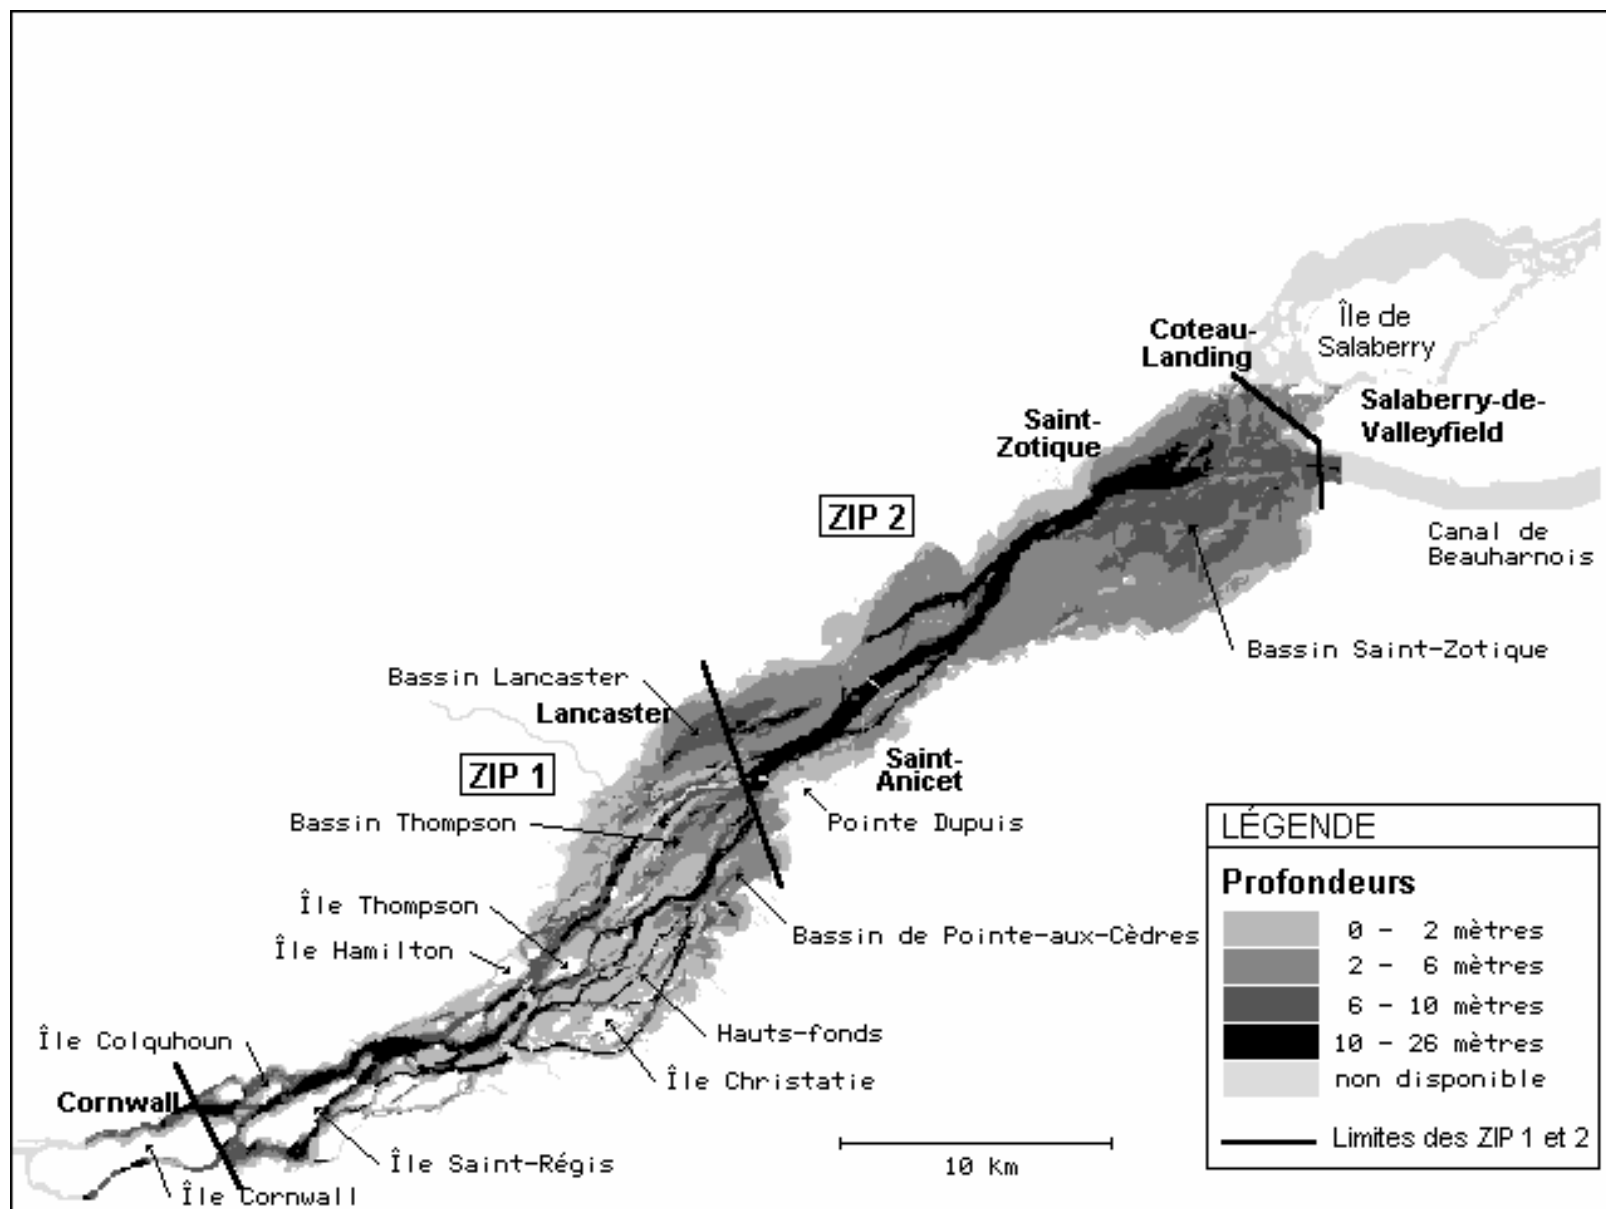 Île de
Salaberry
Coteau-
Landing
Salaberry-de-
Valleyfield
Saint-
Zotique
ZIP 2
Canal de
Beauharnois
Bassin Saint-Zotique
Bassin Lancaster
Lancaster
Saint-
Anicet
ZIP 1
Pointe Dupuis
Bassin Thompson
Île Thompson
Bassin de Pointe-aux-Cèdres
Île Hamilton
Hauts-fonds
Île Colquhoun
Île Christatie
Cornwall
Île Saint-Régis
Île Cornwall
10 Km
LÉGENDE
Profondeurs
0 - 2 mètres
2 - 6 mètres
6 - 10 mètres
10 - 26 mètres
non disponible
Limites des ZIP 1 et 2